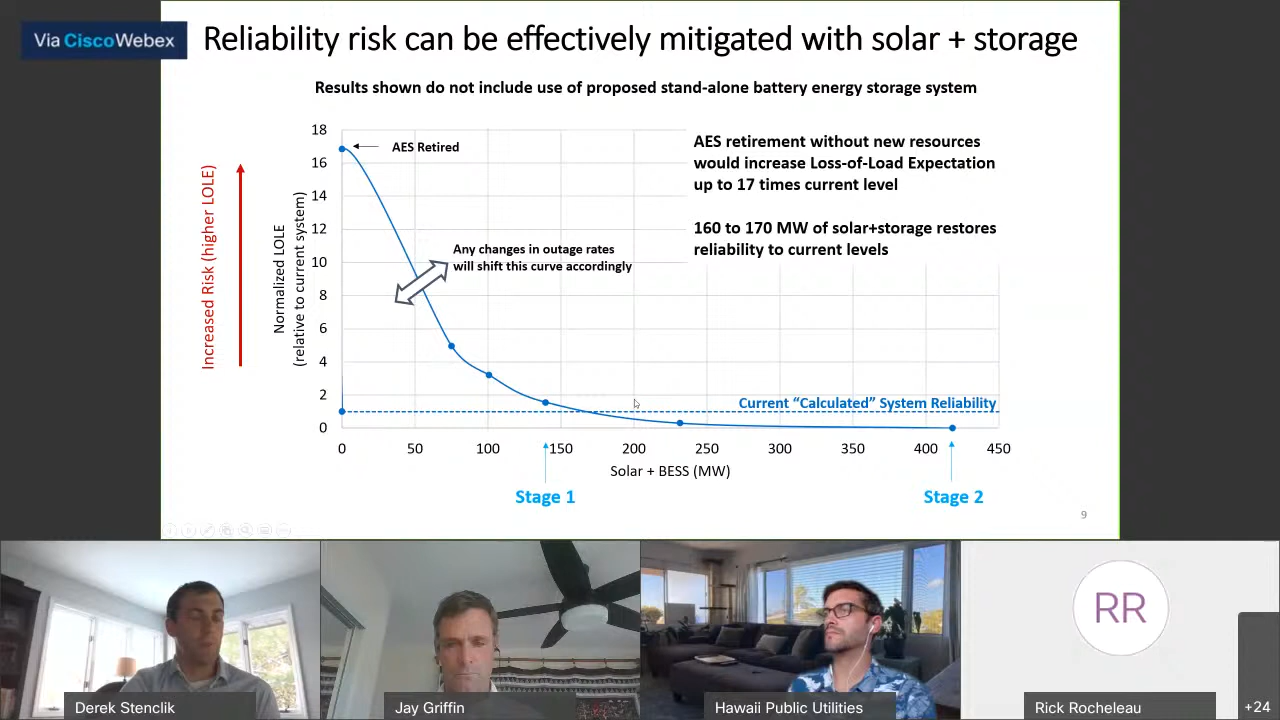 Via Cisco Webex
Reliability risk can be effectively mitigated with solar + storage
Results shown do not include use of proposed stand-alone battery energy storage system
18
16
14
12
10
8
6
4
2
0
Increased Risk (higher LOLE)
Normalized LOLE
(relative to current system)
AES Retired
Any changes in outage rates
will shift this curve accordingly
AES retirement without new resources
would increase Loss-of-Load Expectation
up to 17 times current level
160 to 170 MW of solar+storage restores
reliability to current levels
Current “Calculated” System Reliability
0 50 100 150 200 250 300 350 400 450
Solar + BESS (MW)
Stage 1
Stage 2
9
RR
Derek Stenclik
Jay Griffin
Hawaii Public Utilities
Rick Rocheleau
+24